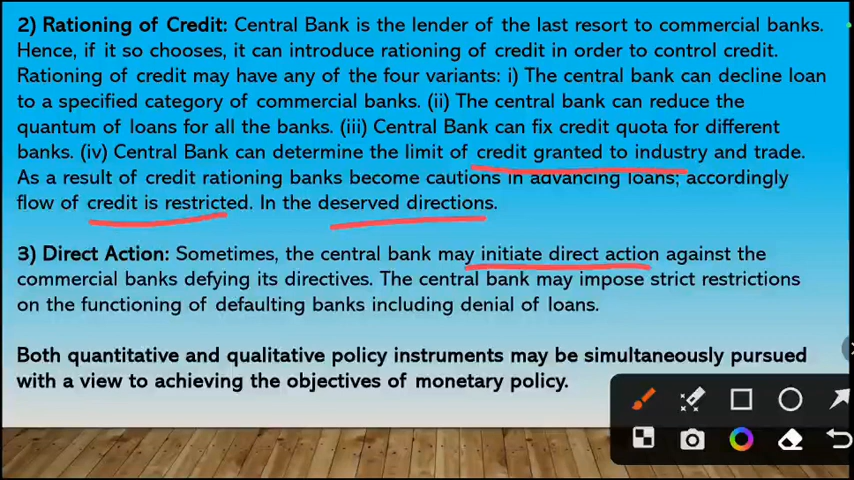 2) Rationing of Credit: Central Bank is the lender of the last resort to commercial banks.
Hence, if it so chooses, it can introduce rationing of credit in order to control credit.
Rationing of credit may have any of the four variants: i) The central bank can decline loan
to a specified category of commercial banks. (ii) The central bank can reduce the
quantum of loans for all the banks. (iii) Central Bank can fix credit quota for different
banks. (iv) Central Bank can determine the limit of credit granted to industry and trade.
As a result of credit rationing banks become cautions in advancing loans; accordingly
flow of credit is restricted. In the deserved directions.
3) Direct Action: Sometimes, the central bank may initiate direct action against the
commercial banks defying its directives. The central bank may impose strict restrictions
on the functioning of defaulting banks including denial of loans.
Both quantitative and qualitative policy instruments may be simultaneously pursued
with a view to achieving the objectives of monetary policy.